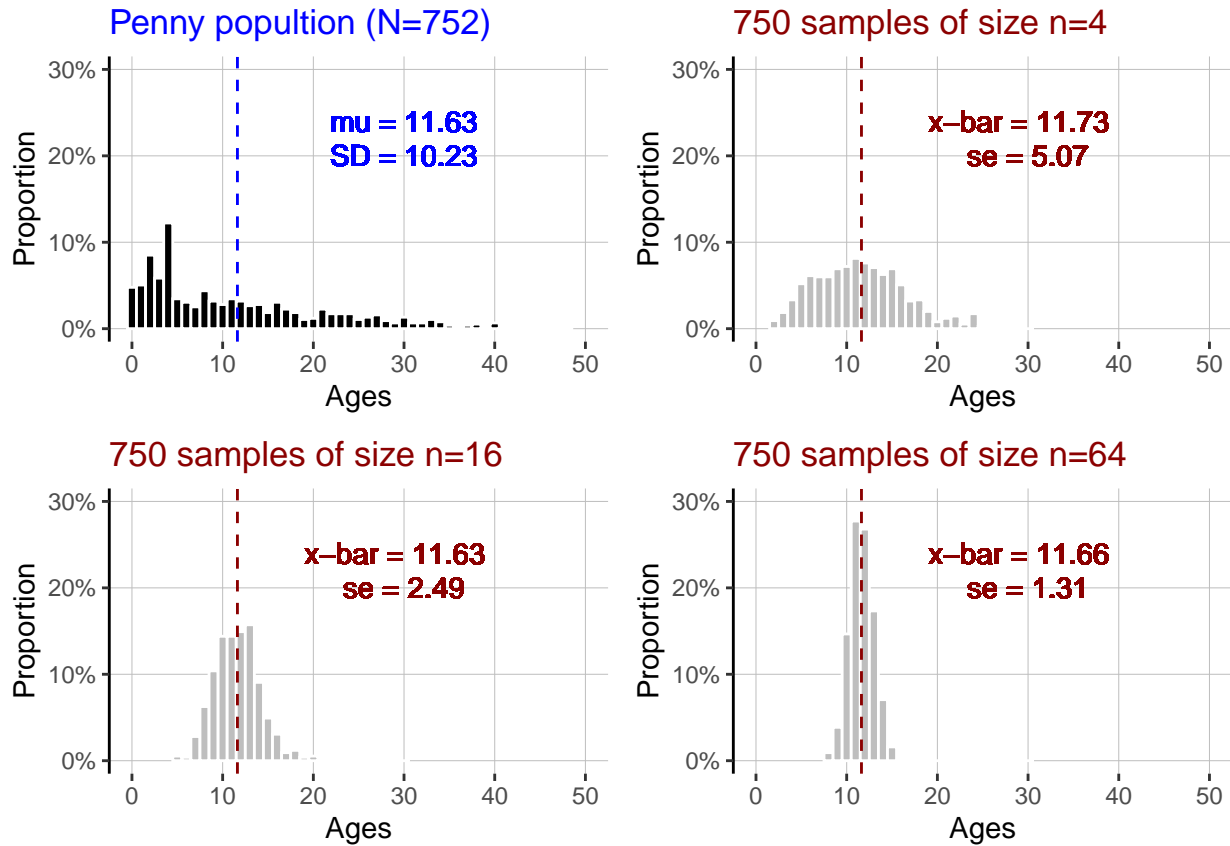 Penny popultion (N=752)
30%
20%
10%
0%
Proportion
mu = 11.63
SD = 10.23
0 10 20 30 40 50
Ages
750 samples of size n=4
30%
20%
10%
0%
Proportion
x−bar = 11.73
se = 5.07
0 10 20 30 40 50
Ages
750 samples of size n=16
30%
20%
10%
0%
Proportion
x−bar = 11.63
se = 2.49
0 10 20 30 40 50
Ages
750 samples of size n=64
30%
20%
10%
0%
Proportion
x−bar = 11.66
se = 1.31
0 10 20 30 40 50
Ages